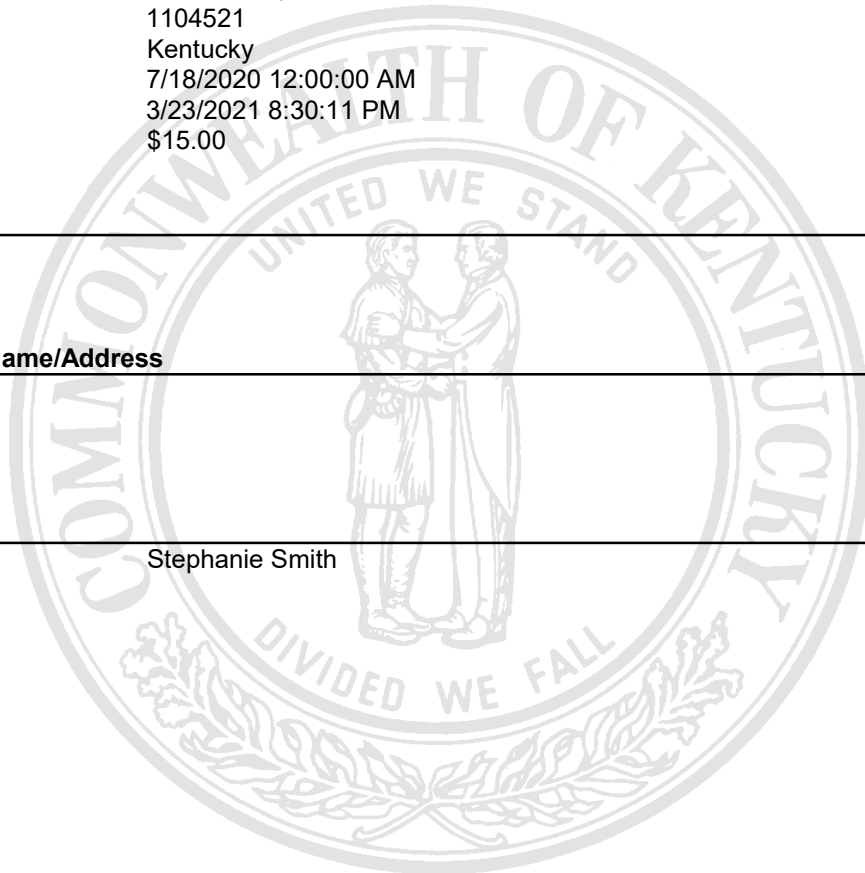 1104521
Kentucky
7/18/2020 12:00:00 AM
3/23/2021 8:30:11 PM
$15.00
ame/Address
Stephanie Smith
COMMONWEALTH OF KENTUCKY
UNITED WE STAND
DIVIDED WE FALL